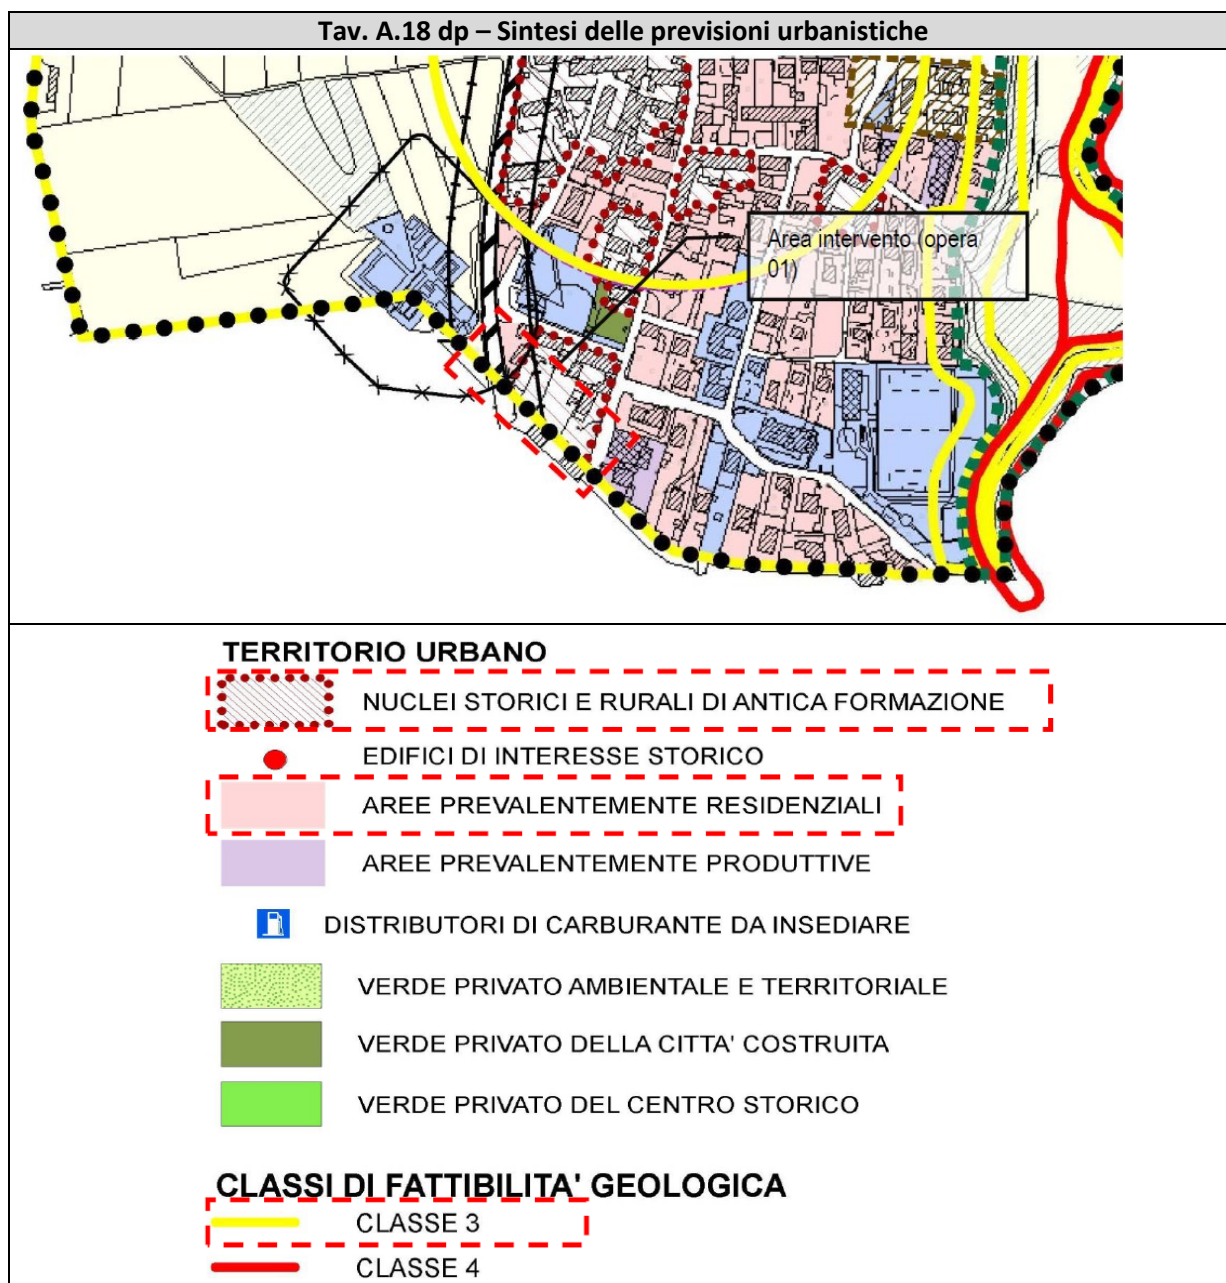 Tav. A.18 dp – Sintesi delle previsioni urbanistiche
Area intervento (opera
01)
TERRITORIO URBANO
NUCLEI STORICI E RURALI DI ANTICA FORMAZIONE
EDIFICI DI INTERESSE STORICO
AREE PREVALENTEMENTE RESIDENZIALI
AREE PREVALENTEMENTE PRODUTTIVE
DISTRIBUTORI DI CARBURANTE DA INSEDIARE
VERDE PRIVATO AMBIENTALE E TERRITORIALE
VERDE PRIVATO DELLA CITTA' COSTRUITA
VERDE PRIVATO DEL CENTRO STORICO
CLASSI DI FATTIBILITA' GEOLOGICA
CLASSE 3
CLASSE 4